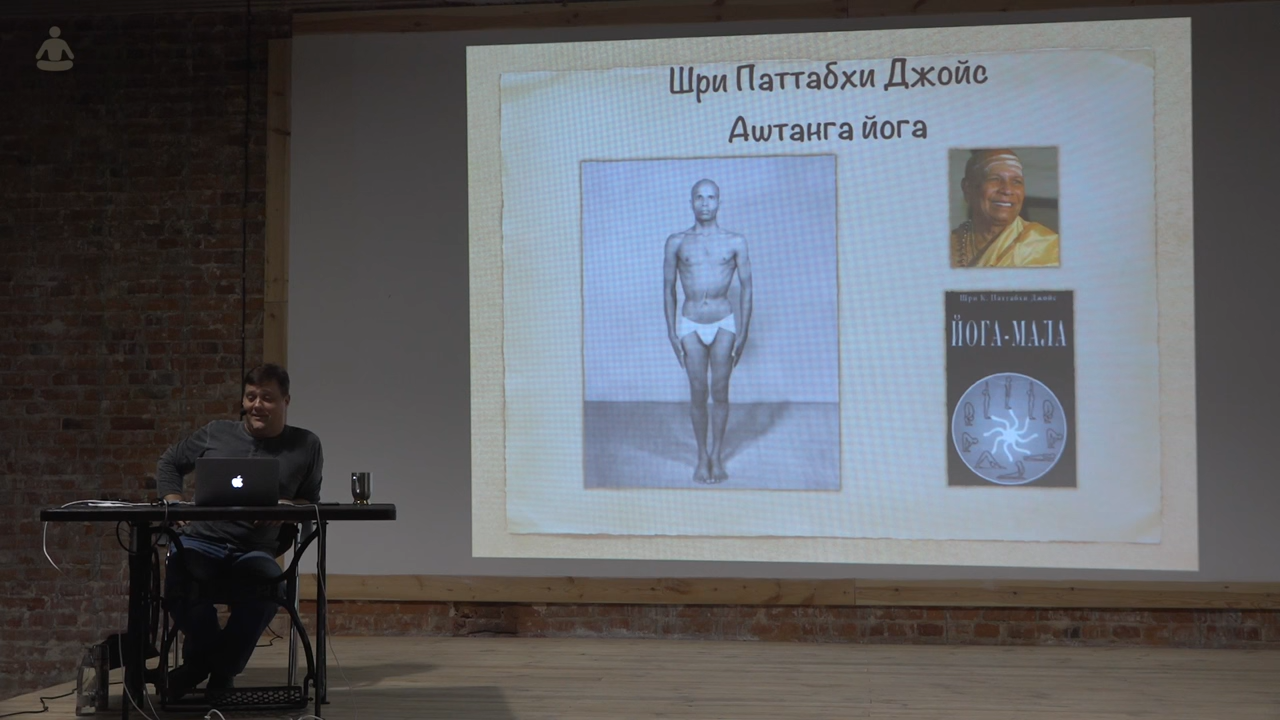 Шри Паттабхи Джойс
Аштанга йога
Шри К. Паттабхи Джойс
ЙОГА-МАЛА